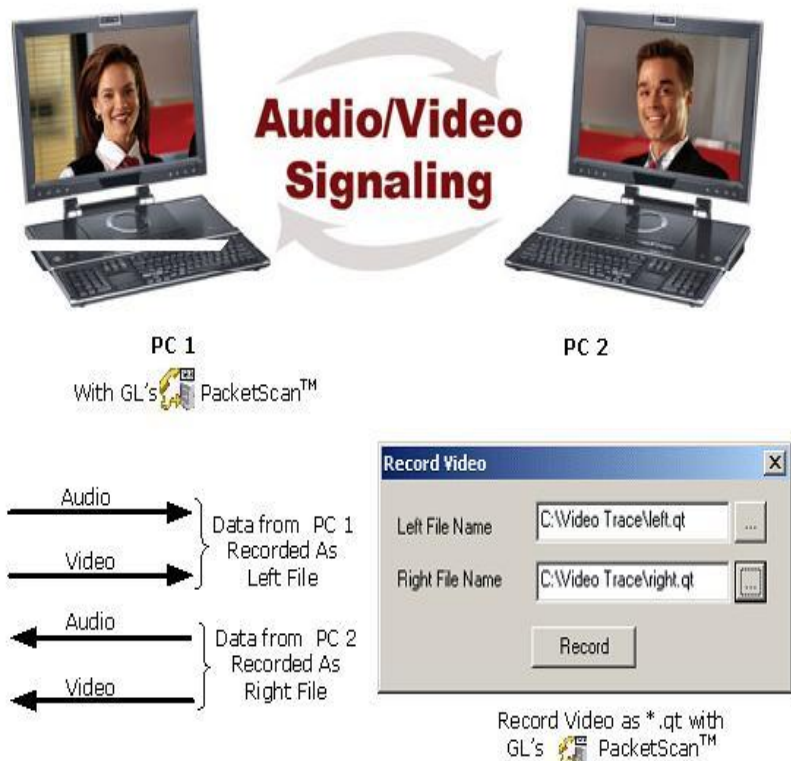 Audio/Video
Signaling
PC 1
PC 2
With GL's PacketScan™
Audio
Video
Data from PC 1
Recorded As
Left File
Audio
Video
Data from PC 2
Recorded As
Right File
Record Video
X
Left File Name
C:\Video Trace\left.qt
...
Right File Name
C:\Video Trace\right.qt
...
Record
Record Video as *.qt with
GL's PacketScan™